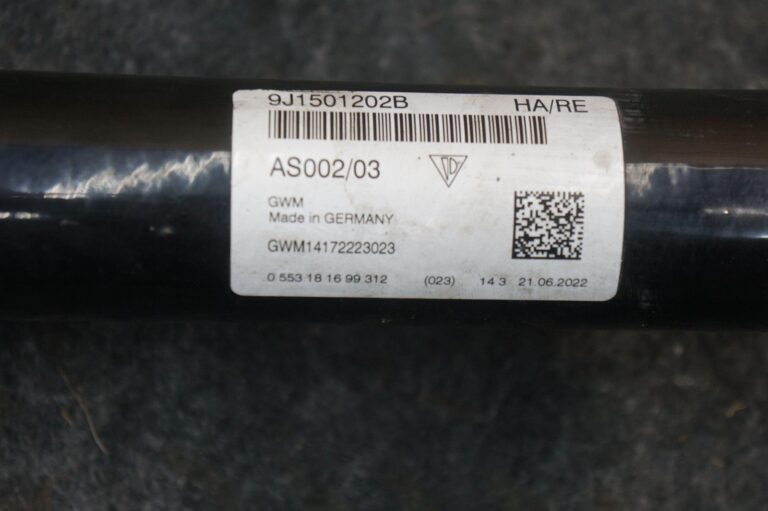 9J1501202B HA/RE
AS002/03
GWM
Made in GERMANY
GWM14172223023
0 553 18 16 99 312 (023) 14 3 21.06.2022